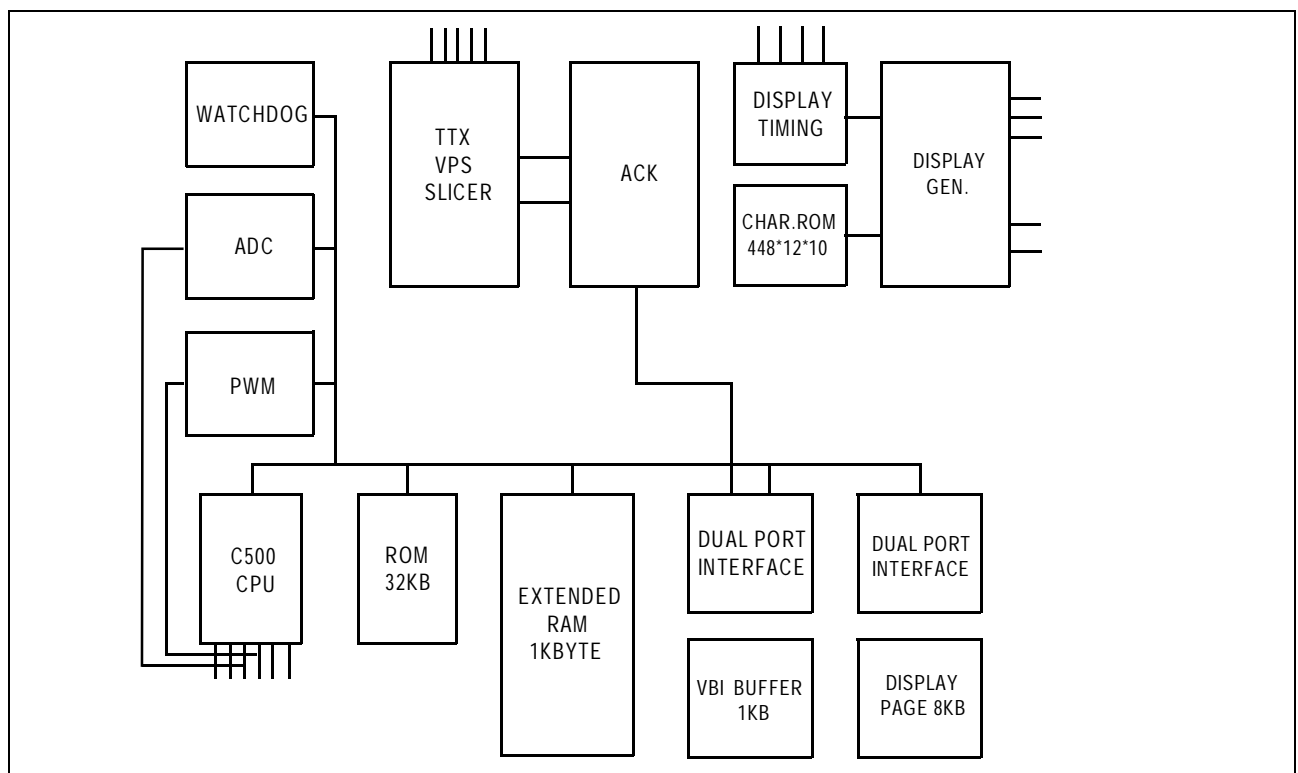 WATCHDOG
ADC
PWM
TTX
VPS
SLICER
ACK
DISPLAY
TIMING
CHAR.ROM
448*12*10
DISPLAY
GEN.
C500
CPU
ROM
32KB
EXTENDED
RAM
1KBYTE
DUAL PORT
INTERFACE
DUAL PORT
INTERFACE
VBI BUFFER
1KB
DISPLAY
PAGE 8KB